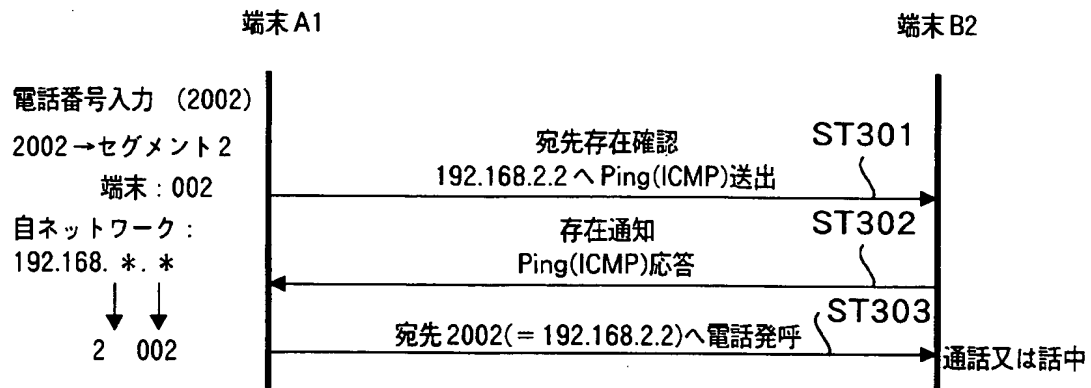 端末A1
端末B2
電話番号入力 (2002)
2002→セグメント2
端末:002
自ネットワーク:
192.168. *. *
2 002
宛先存在確認
192.168.2.2へPing(ICMP)送出
ST301
存在通知
Ping(ICMP)応答
ST302
宛先2002(=192.168.2.2)へ電話発呼
ST303
通話又は話中